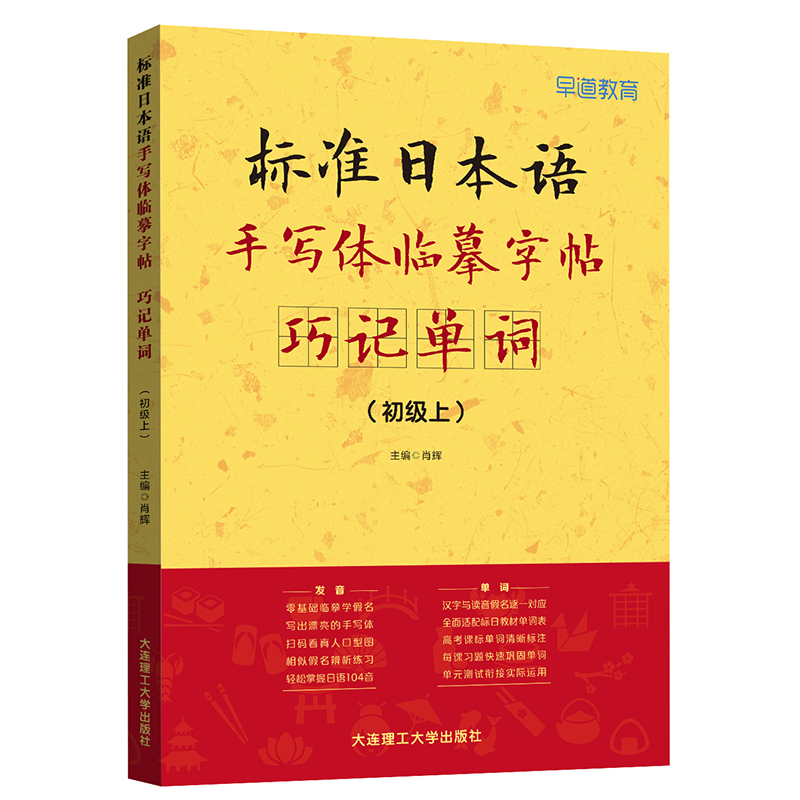 早道教育
标准日本语
手写体临摹字帖
巧记单词
（初级上）
主编◎肖辉
发音
零基础临摹学假名
写出漂亮的手写体
扫码看真人口型图
相似假名辨析练习
轻松掌握日语104音
单词
汉字与读音假名逐一对应
全面适配标日教材单词表
高考课标单词清晰标注
每课习题快速巩固单词
单元测试衔接实际运用
大连理工大学出版社
标准日本语手写体临摹字帖 巧记单词
（初级上）
主编◎肖辉
大连理工大学出版社